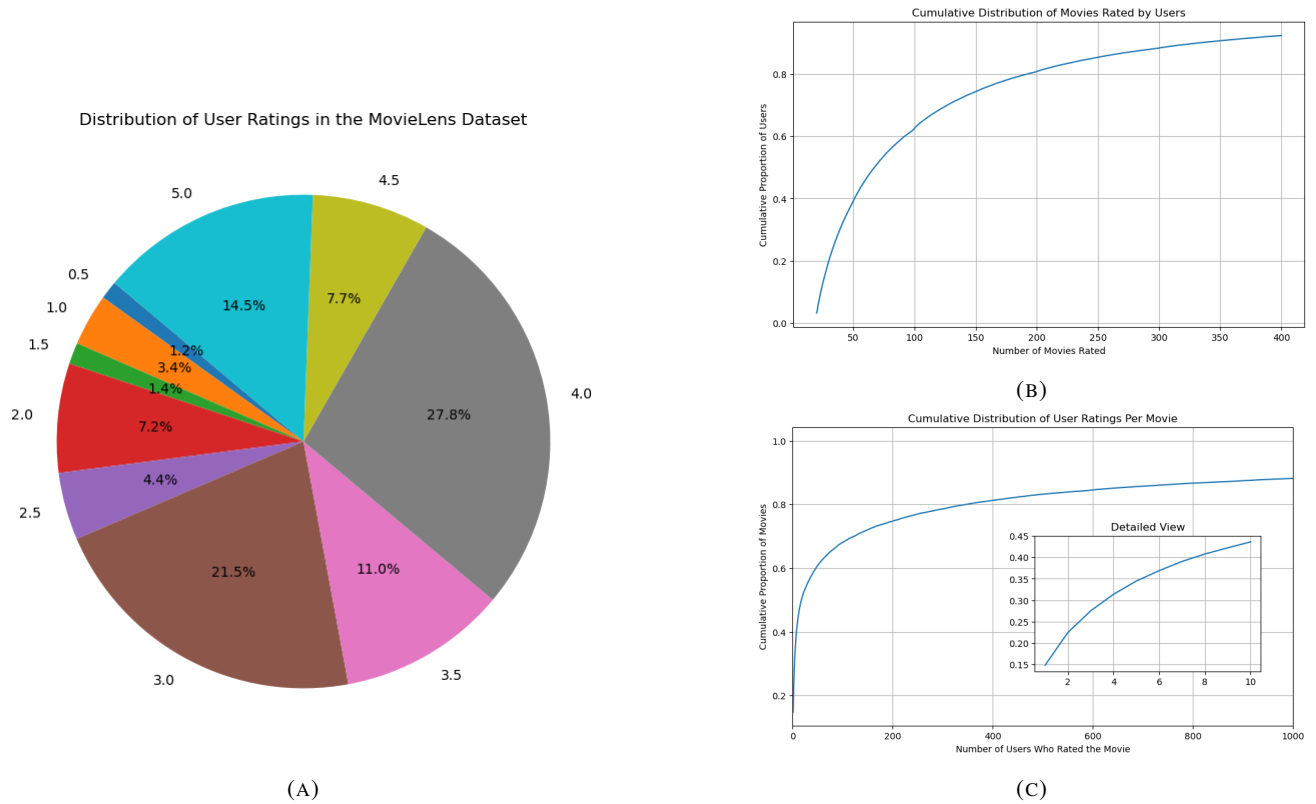 Distribution of User Ratings in the MovieLens Dataset
4.5
5.0
0.5
1.0
1.5
2.0
2.5
3.0
3.5
4.0
14.5%
7.7%
1.2%
3.4%
1.4%
7.2%
4.4%
21.5%
11.0%
27.8%
(A)
Cumulative Distribution of Movies Rated by Users
Cumulative Proportion of Users
0.8
0.6
0.4
0.2
0.0
50 100 150 200 250 300 350 400
Number of Movies Rated
(B)
Cumulative Distribution of User Ratings Per Movie
Cumulative Proportion of Movies
1.0
0.8
0.6
0.4
0.2
Detailed View
0.45
0.40
0.35
0.30
0.25
0.20
0.15
2 4 6 8 10
0 200 400 600 800 1000
Number of Users Who Rated the Movie
(C)